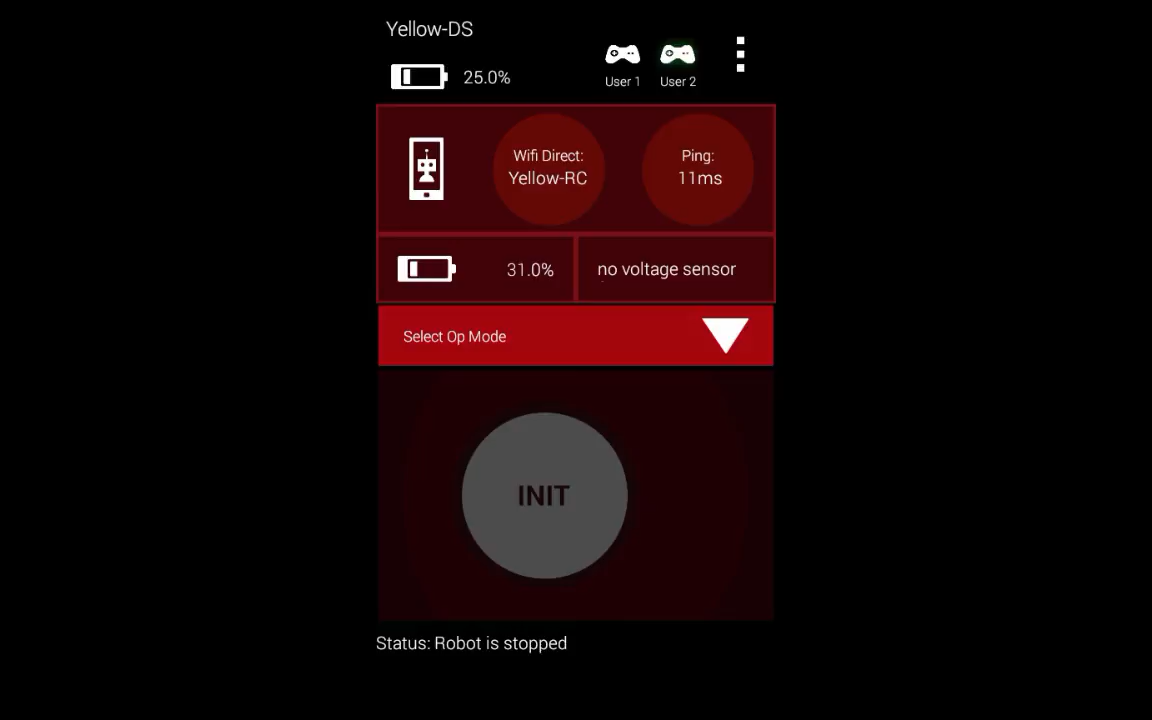 Yellow-DS
25.0%
User 1
User 2
Wifi Direct:
Yellow-RC
Ping:
11ms
31.0%
no voltage sensor
Select Op Mode
INIT
Status: Robot is stopped